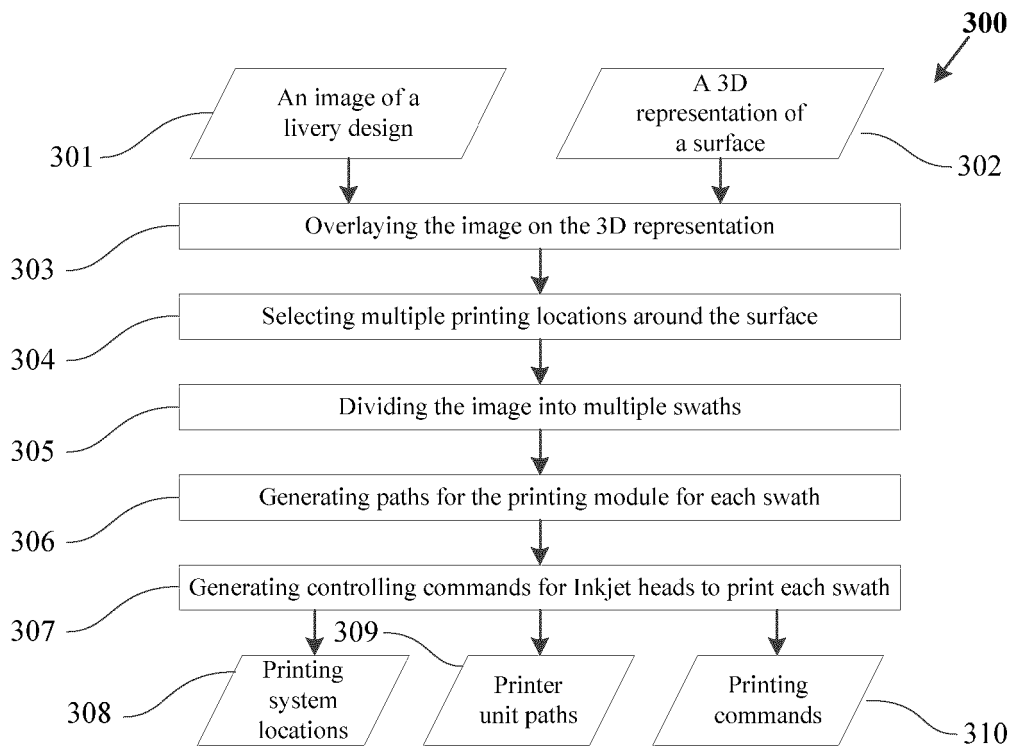 300
An image of a
livery design
301
A 3D
representation of
a surface
302
Overlaying the image on the 3D representation
303
Selecting multiple printing locations around the surface
304
Dividing the image into multiple swaths
305
Generating paths for the printing module for each swath
306
Generating controlling commands for Inkjet heads to print each swath
307
309
Printing
system
locations
308
Printer
unit paths
Printing
commands
310